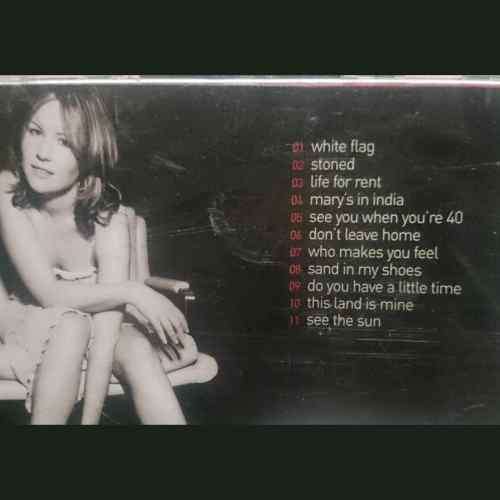 01 white flag
02 stoned
03 life for rent
04 mary's in india
05 see you when you're 40
06 don't leave home
07 who makes you feel
08 sand in my shoes
09 do you have a little time
10 this land is mine
11 see the sun